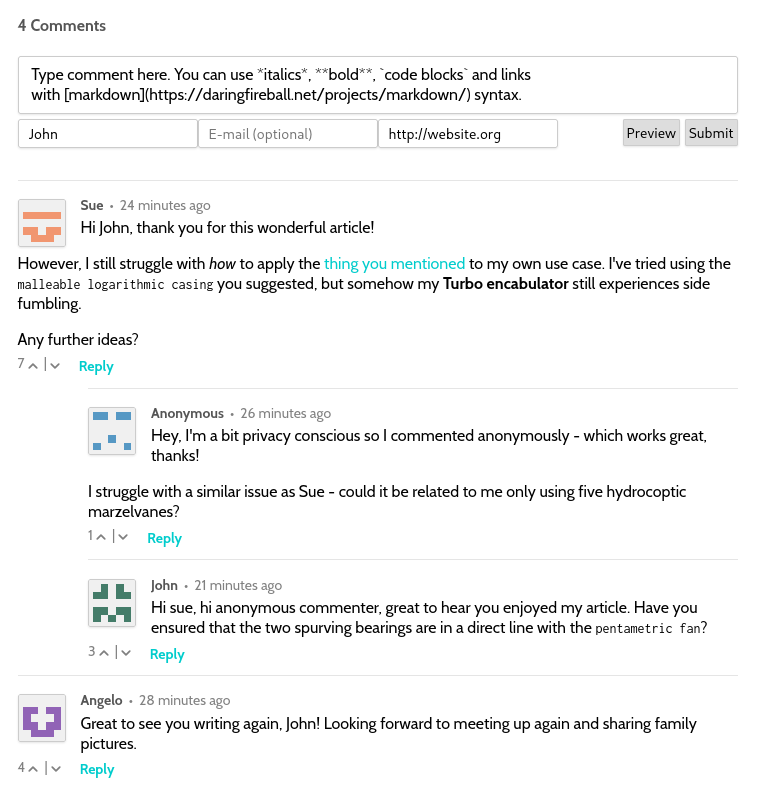 4 Comments
Type comment here. You can use *italics*, **bold**, `code blocks` and links
with [markdown](https://daringfireball.net/projects/markdown/) syntax.
John E-mail (optional) http://website.org Preview Submit
Sue • 24 minutes ago
Hi John, thank you for this wonderful article!
However, I still struggle with how to apply the thing you mentioned to my own use case. I've tried using the
malleable logarithmic casing you suggested, but somehow my Turbo encabulator still experiences side
fumbling.
Any further ideas?
7 | Reply
Anonymous • 26 minutes ago
Hey, I'm a bit privacy conscious so I commented anonymously - which works great,
thanks!
I struggle with a similar issue as Sue - could it be related to me only using five hydrocoptic
marzelvanes?
1 | Reply
John • 21 minutes ago
Hi sue, hi anonymous commenter, great to hear you enjoyed my article. Have you
ensured that the two spurving bearings are in a direct line with the pentametric fan?
3 | Reply
Angelo • 28 minutes ago
Great to see you writing again, John! Looking forward to meeting up again and sharing family
pictures.
4 | Reply